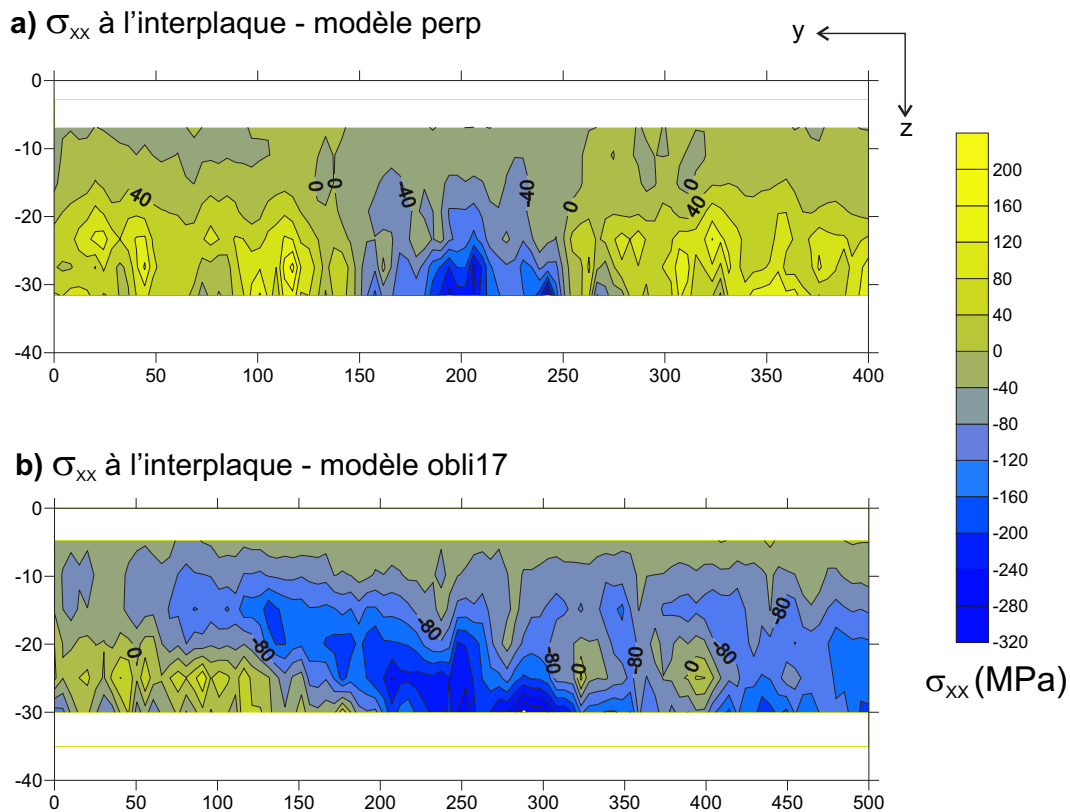 a) σxx à l’interplaque - modèle perp
y
z
0
-10
-20
-30
-40
0 50 100 150 200 250 300 350 400
40 0 0 -40 -40 0 0 40
200
160
120
80
40
0
-40
-80
-120
-160
-200
-240
-280
-320
σxx (MPa)
b) σxx à l’interplaque - modèle obli17
0
-10
-20
-30
-40
0 50 100 150 200 250 300 350 400 450 500
0 -80 -80 -80 0 -80 0 -80 -80